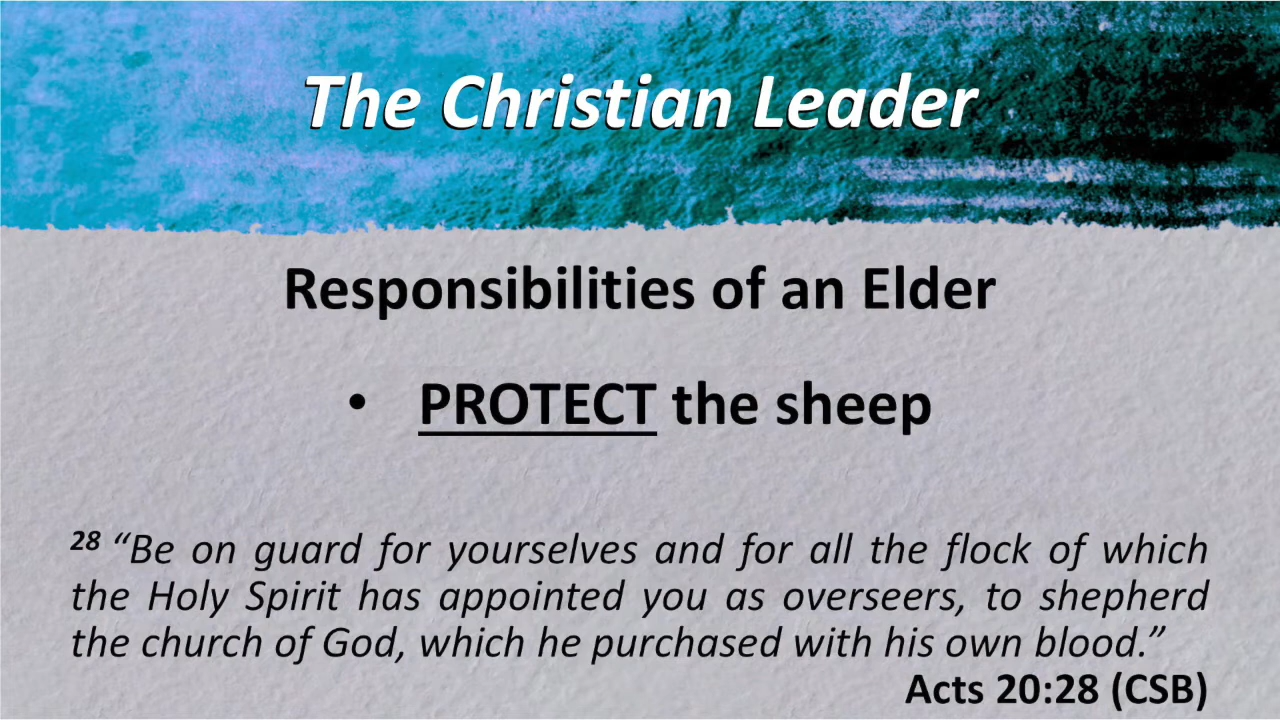 The Christian Leader
Responsibilities of an Elder
• PROTECT the sheep
28 “Be on guard for yourselves and for all the flock of which
the Holy Spirit has appointed you as overseers, to shepherd
the church of God, which he purchased with his own blood.”
Acts 20:28 (CSB)